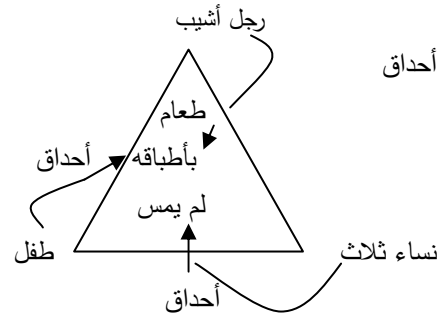 رجل أشيب
أحداق
طعام
بأطباقه
أحداق
لم يمس
نساء ثلاث
طفل
أحداق